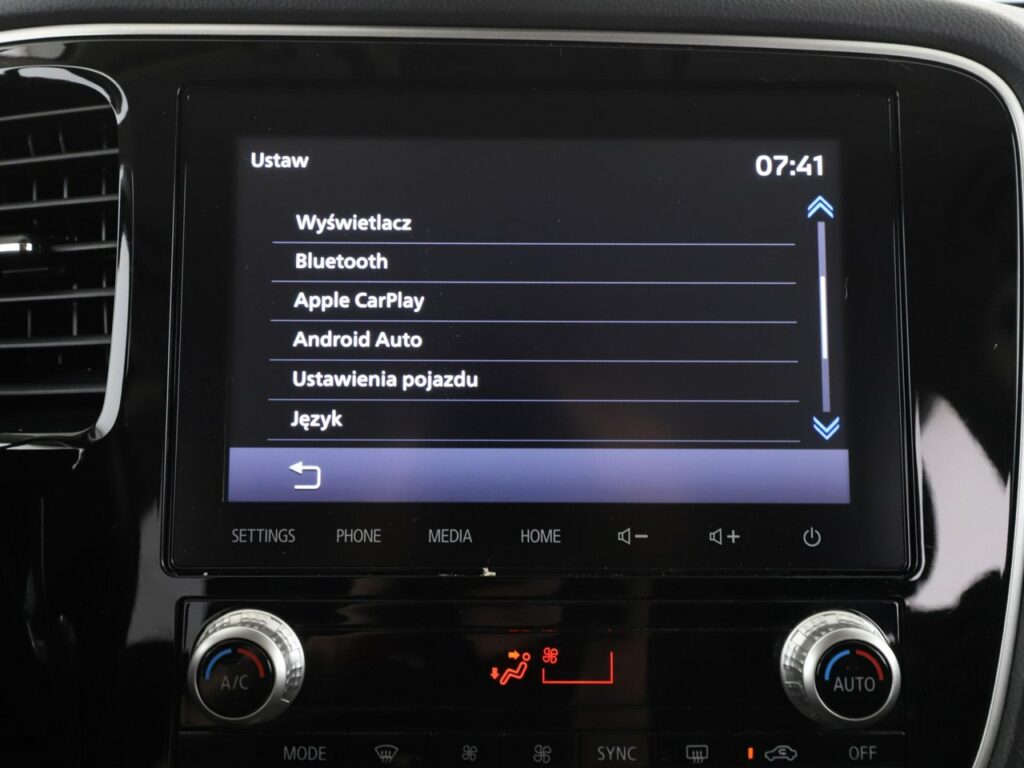 Ustaw 07:41
Wyświetlacz
Bluetooth
Apple CarPlay
Android Auto
Ustawienia pojazdu
Język
SETTINGS PHONE MEDIA HOME
A/C AUTO
MODE SYNC OFF